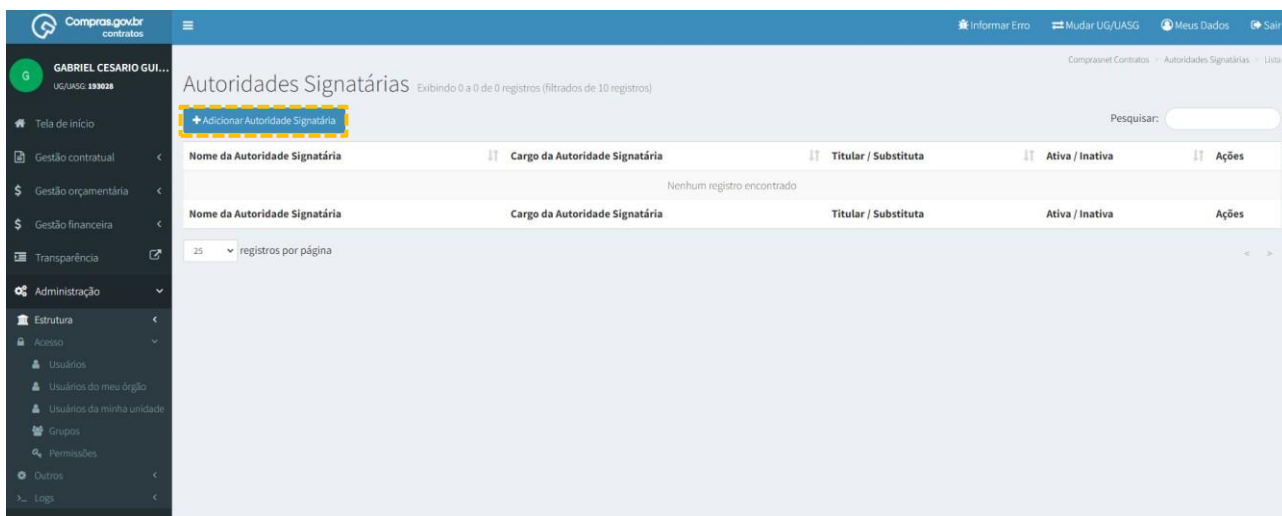 Compras.gov.br
contratos
Informar Erro
Mudar UG/UASG
Meus Dados
Sair
G
GABRIEL CESARIO GUI...
UG/UASG: 193028
Tela de início
Gestão contratual
Gestão orçamentária
Gestão financeira
Transparência
Administração
Estrutura
Acesso
Usuários
Usuários do meu órgão
Usuários da minha unidade
Grupos
Permissões
Outros
Logs
Comprasnet Contratos > Autoridades Signatárias > Lista
Autoridades Signatárias Exibindo 0 a 0 de 0 registros (filtrados de 10 registros)
+ Adicionar Autoridade Signatária
Pesquisar:
Nome da Autoridade Signatária Cargo da Autoridade Signatária Titular / Substituta Ativa / Inativa Ações
Nenhum registro encontrado
Nome da Autoridade Signatária Cargo da Autoridade Signatária Titular / Substituta Ativa / Inativa Ações
25 registros por página
< >